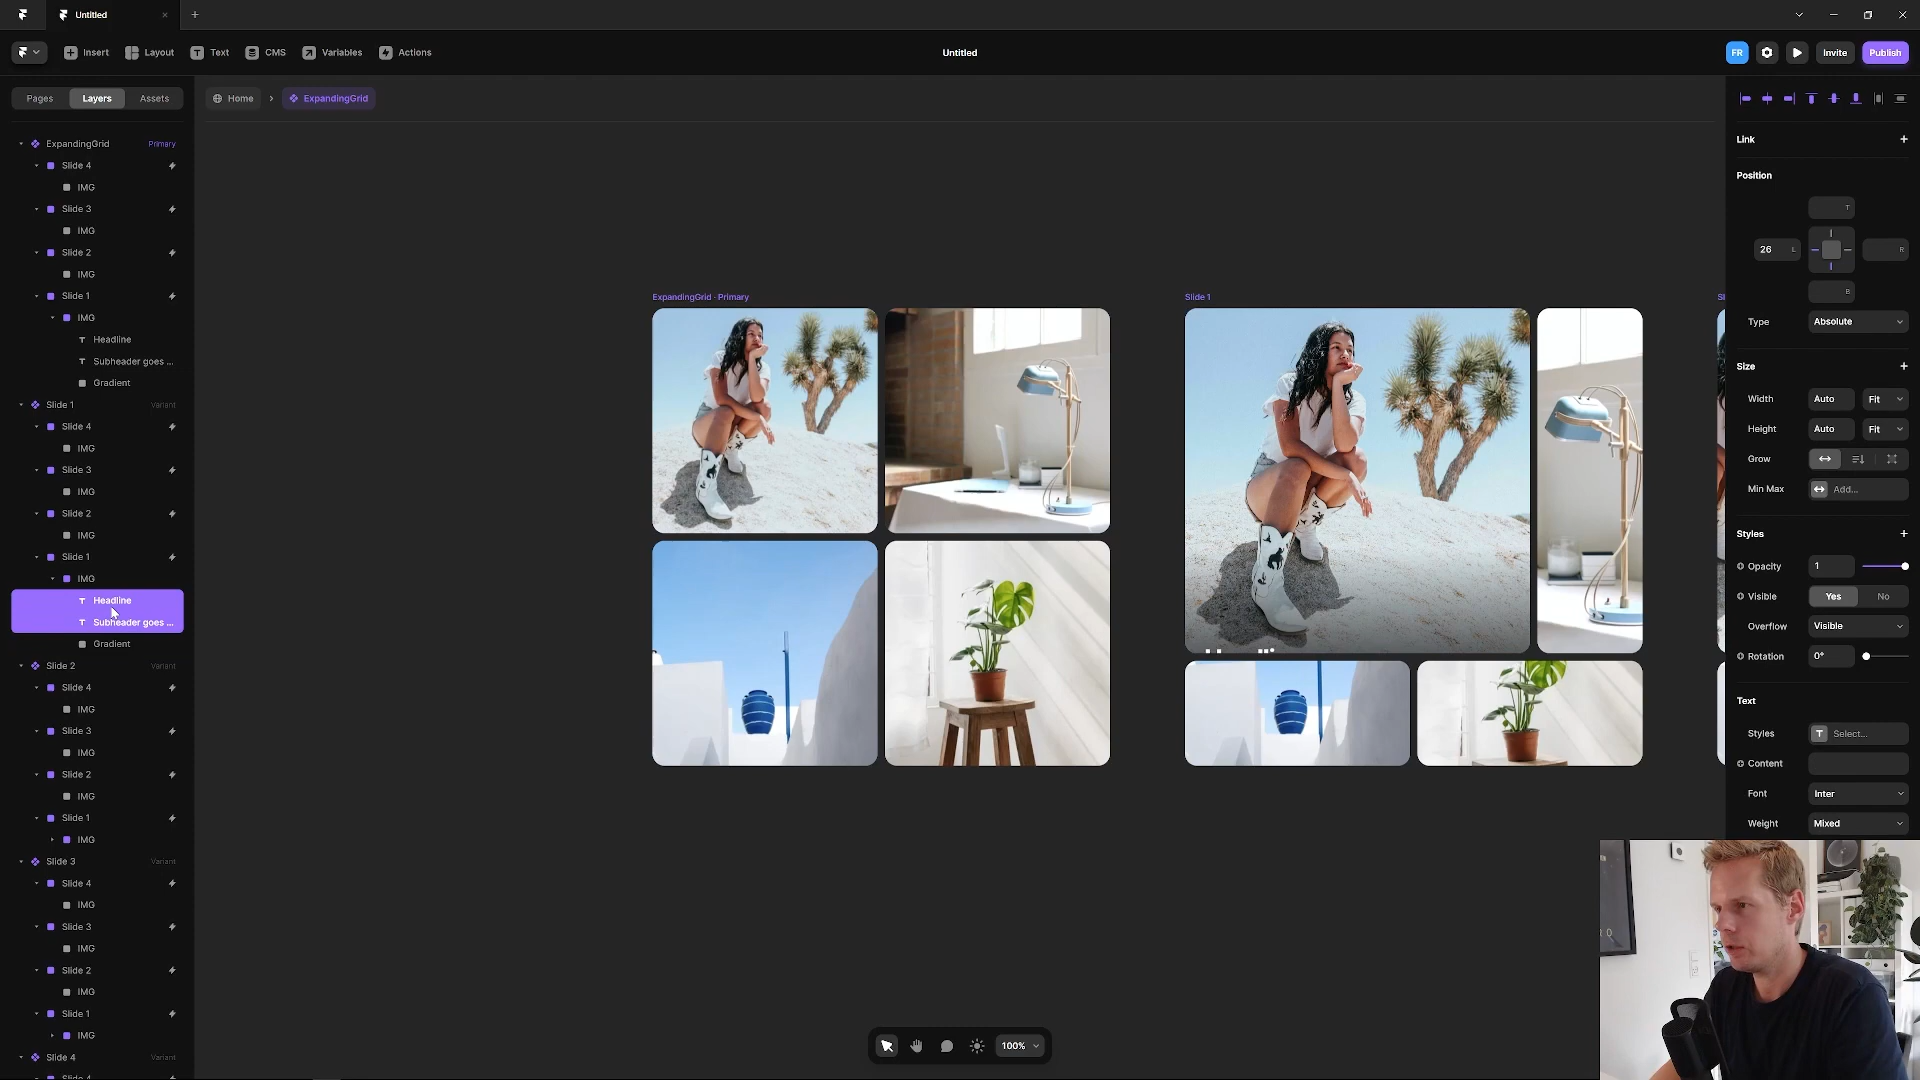 Untitled
Insert
Layout
Text
CMS
Variables
Actions
Untitled
FR
Invite
Publish
Pages
Layers
Assets
Home
ExpandingGrid
ExpandingGrid
Primary
Slide 4
IMG
Slide 3
IMG
Slide 2
IMG
Slide 1
IMG
Headline
Subheader goes ...
Gradient
Slide 1
Variant
Slide 4
IMG
Slide 3
IMG
Slide 2
IMG
Slide 1
IMG
Headline
Subheader goes ...
Gradient
Slide 2
Variant
Slide 4
IMG
Slide 3
IMG
Slide 2
IMG
Slide 1
IMG
Slide 3
Variant
Slide 4
IMG
Slide 3
IMG
Slide 2
IMG
Slide 1
IMG
Slide 4
Variant
ExpandingGrid · Primary
Slide 1
100%
Link
Position
T
26 L
R
B
Type
Absolute
Size
Width
Auto
Fit
Height
Auto
Fit
Grow
Min Max
Add...
Styles
Opacity
1
Visible
Yes
No
Overflow
Visible
Rotation
0°
Text
Styles
Select...
Content
Font
Inter
Weight
Mixed